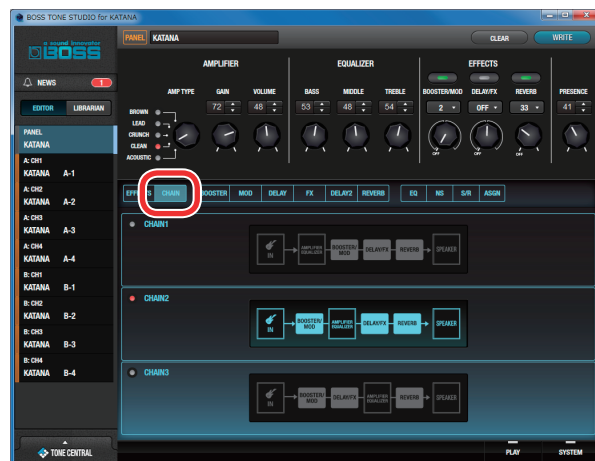 BOSS TONE STUDIO for KATANA
a sound innovator
BOSS
PANEL KATANA
CLEAR
WRITE
NEWS 1
EDITOR LIBRARIAN
PANEL
KATANA
A: CH1
KATANA A-1
A: CH2
KATANA A-2
A: CH3
KATANA A-3
A: CH4
KATANA A-4
B: CH1
KATANA B-1
B: CH2
KATANA B-2
B: CH3
KATANA B-3
B: CH4
KATANA B-4
TONE CENTRAL
AMPLIFIER
EQUALIZER
EFFECTS
AMP TYPE GAIN VOLUME BASS MIDDLE TREBLE BOOSTER/MOD DELAY/FX REVERB PRESENCE
72 48 53 48 54 2 OFF 33 41
BROWN
LEAD
CRUNCH
CLEAN
ACOUSTIC
OFF OFF OFF
CHAIN BOOSTER MOD DELAY FX DELAY2 REVERB EQ NS S/R ASGN
CHAIN1
IN AMPLIFIER EQUALIZER BOOSTER/ MOD DELAY/FX REVERB SPEAKER
CHAIN2
IN BOOSTER/ MOD AMPLIFIER EQUALIZER DELAY/FX REVERB SPEAKER
CHAIN3
IN BOOSTER/ MOD DELAY/FX AMPLIFIER EQUALIZER REVERB SPEAKER
PLAY SYSTEM